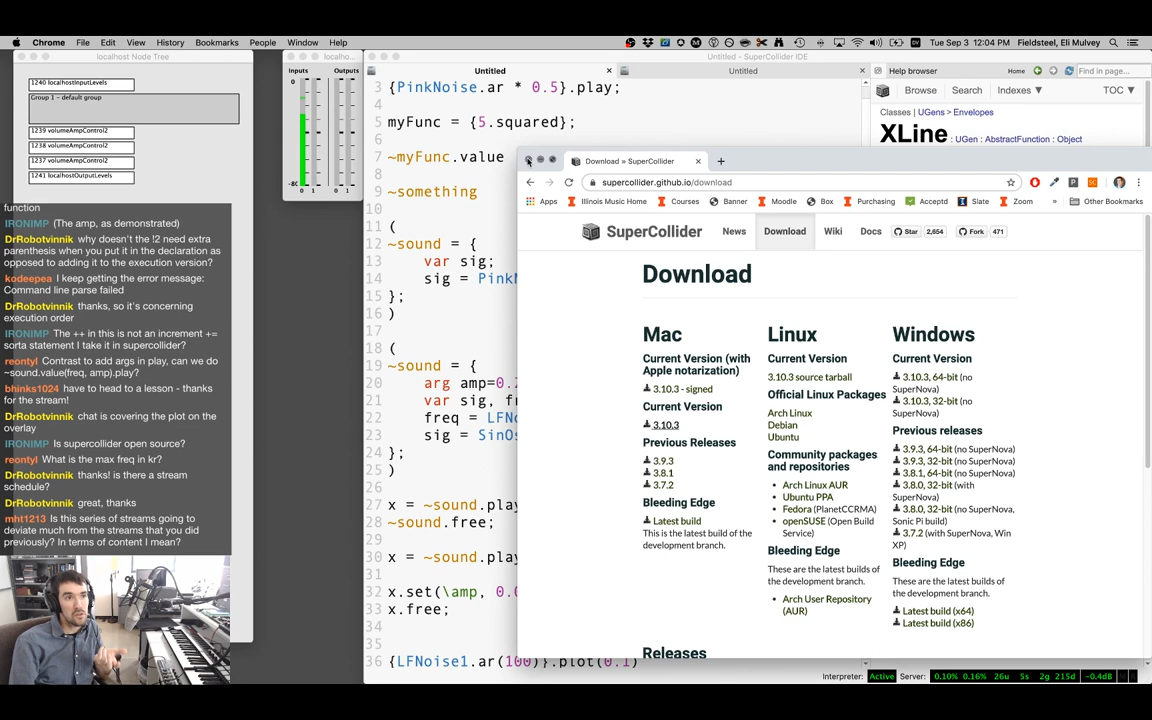 Chrome File Edit View History Bookmarks People Window Help
Tue Sep 3 12:04 PM Fieldsteel, Eli Mulvey
localhost Node Tree
1240 localhostInputLevels
Group 1 - default group
1239 volumeAmpControl2
1238 volumeAmpControl2
1237 volumeAmpControl2
1241 localhostOutputLevels
function
IRONIMP (The amp, as demonstrated)
DrRobotvinnik why doesn't the !2 need extra
parenthesis when you put it in the declaration as
opposed to adding it to the execution version?
kodeepea I keep getting the error message:
Command line parse failed
DrRobotvinnik thanks, so it's concerning
execution order
IRONIMP The ++ in this is not an increment +=
sorta statement I take it in supercollider?
reontyl Contrast to add args in play, can we do
~sound.value(freq, amp).play?
bhinks1024 have to head to a lesson - thanks
for the stream!
DrRobotvinnik chat is covering the plot on the
overlay
IRONIMP Is supercollider open source?
reontyl What is the max freq in kr?
DrRobotvinnik thanks! is there a stream
schedule?
DrRobotvinnik great, thanks
mht1213 Is this series of streams going to
deviate much from the streams that you did
previously? In terms of content I mean?
localho...
Inputs Outputs
0
-80
0 1 0 1
Untitled - SuperCollider IDE
Untitled
Untitled
3 {PinkNoise.ar * 0.5}.play;
4
5 myFunc = {5.squared};
6
7 ~myFunc.value
8
9 ~something
10
11 (
12 ~sound = {
13 var sig;
14 sig = PinkN
15 };
16 )
17
18 (
19 ~sound = {
20 arg amp=0.2
21 var sig, fr
22 freq = LFNo
23 sig = SinOs
24 };
25 )
26
27 x = ~sound.play
28 ~sound.free;
29
30 x = ~sound.play
31
32 x.set(\amp, 0.0
33 x.free;
34
35
36 {LFNoise1.ar(100)}.plot(0.1)
Help browser Home Find in page...
Browse Search Indexes ▼ TOC ▼
Classes | UGens > Envelopes
XLine : UGen : AbstractFunction : Object
Download » SuperCollider
supercollider.github.io/download
Apps Illinois Music Home Courses Banner Moodle Box Purchasing Acceptd Slate Zoom » Other Bookmarks
SuperCollider News Download Wiki Docs Star 2,654 Fork 471
Download
Mac
Current Version (with
Apple notarization)
3.10.3 - signed
Current Version
3.10.3
Previous Releases
3.9.3
3.8.1
3.7.2
Bleeding Edge
Latest build
This is the latest build of the
development branch.
Linux
Current Version
3.10.3 source tarball
Official Linux Packages
Arch Linux
Debian
Ubuntu
Community packages
and repositories
Arch Linux AUR
Ubuntu PPA
Fedora (PlanetCCRMA)
openSUSE (Open Build
Service)
Bleeding Edge
These are the latest builds of
the development branch.
Arch User Repository
(AUR)
Windows
Current Version
3.10.3, 64-bit (no
SuperNova)
3.10.3, 32-bit (no
SuperNova)
Previous releases
3.9.3, 64-bit (no SuperNova)
3.9.3, 32-bit (no SuperNova)
3.8.1, 64-bit (no SuperNova)
3.8.0, 32-bit (with
SuperNova)
3.8.0, 32-bit (no SuperNova,
Sonic Pi build)
3.7.2 (with SuperNova, Win
XP)
Bleeding Edge
These are the latest builds of
the development branch.
Latest build (x64)
Latest build (x86)
Releases
Interpreter: Active Server: 0.10% 0.16% 26u 5s 2g 215d -0.4dB